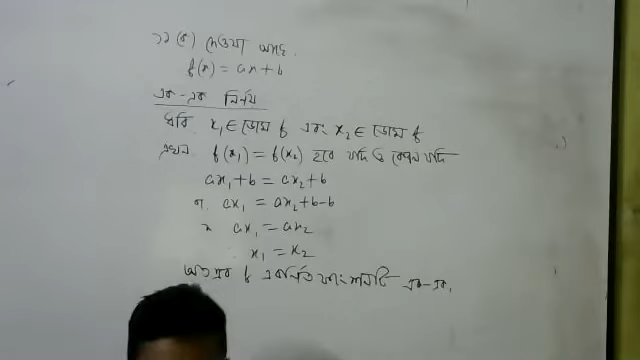 ১১ (ক) দেওয়া আছে,
f(x) = ax + b
এক-এক নির্ণয়
ধরি, x₁ ∈ ডোম f এবং x₂ ∈ ডোম f
এখন f(x₁) = f(x₂) হবে যদি ও কেবল যদি
ax₁ + b = ax₂ + b
বা, ax₁ = ax₂ + b - b
ax₁ = ax₂
∴ x₁ = x₂
অতএব f ফাংশনটি এক-এক,